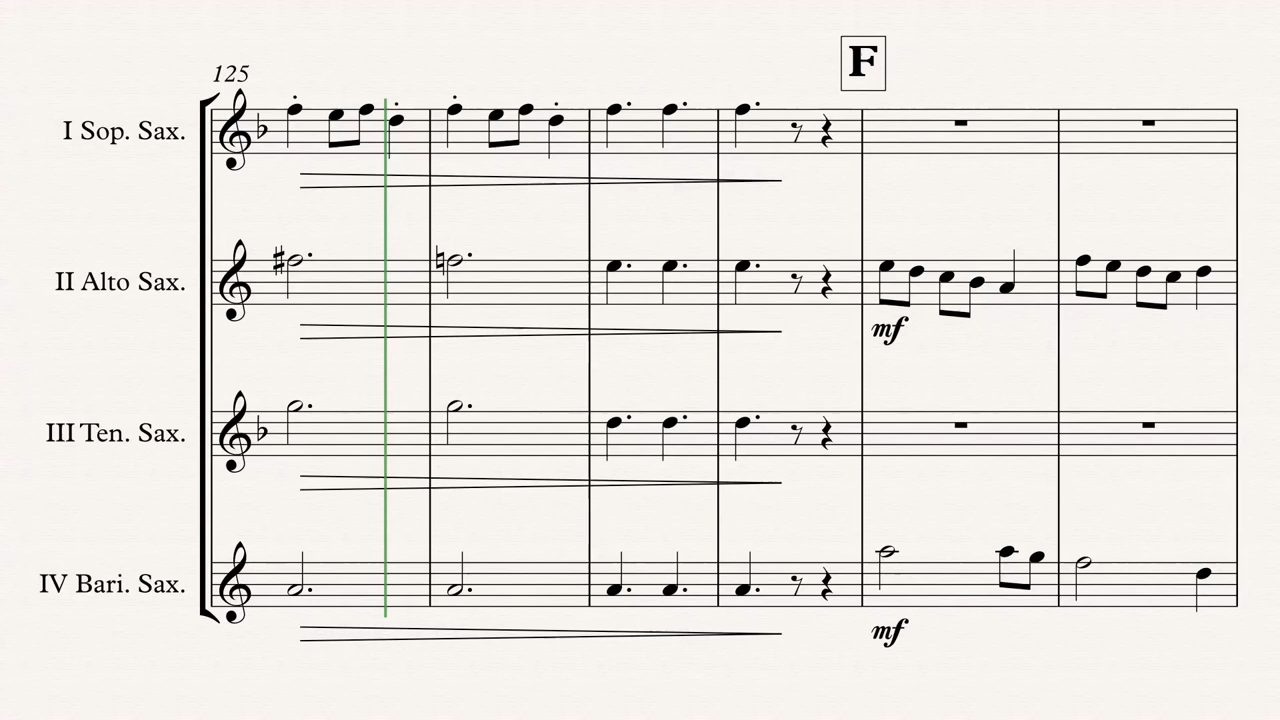 F
125
I Sop. Sax.
II Alto Sax.
mf
III Ten. Sax.
IV Bari. Sax.
mf